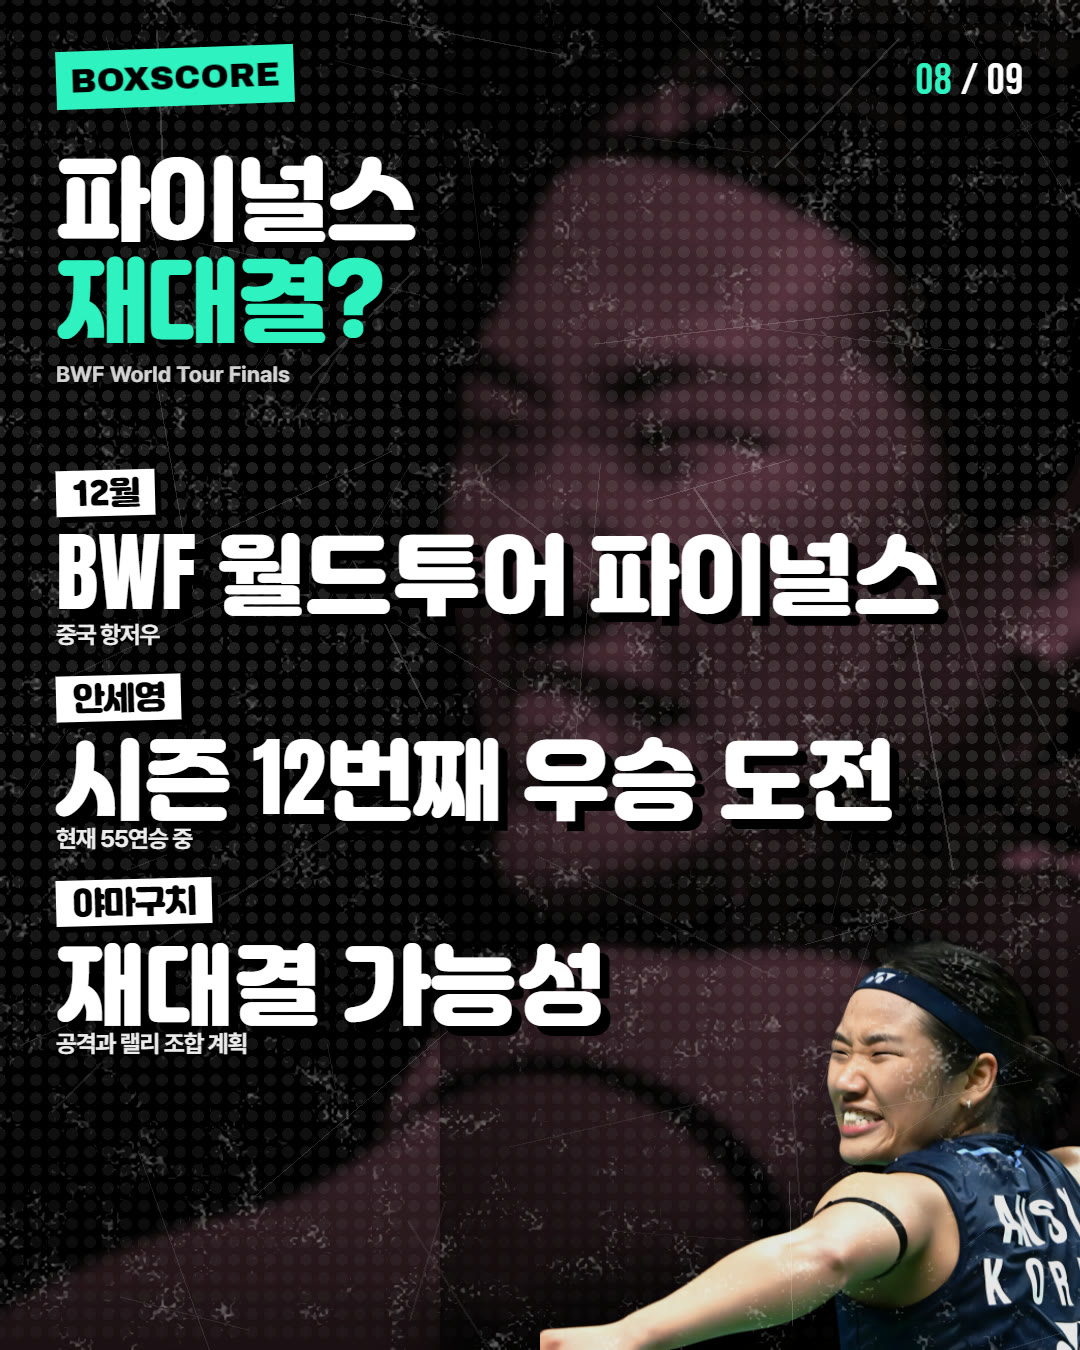 BOXSCORE
08 / 09
파이널스
재대결?
BWF World Tour Finals
12월
BWF 월드투어 파이널스
중국 항저우
안세영
시즌 12번째 우승 도전
현재 55연승 중
야마구치
재대결 가능성
공격과 랠리 조합 계획
KOR